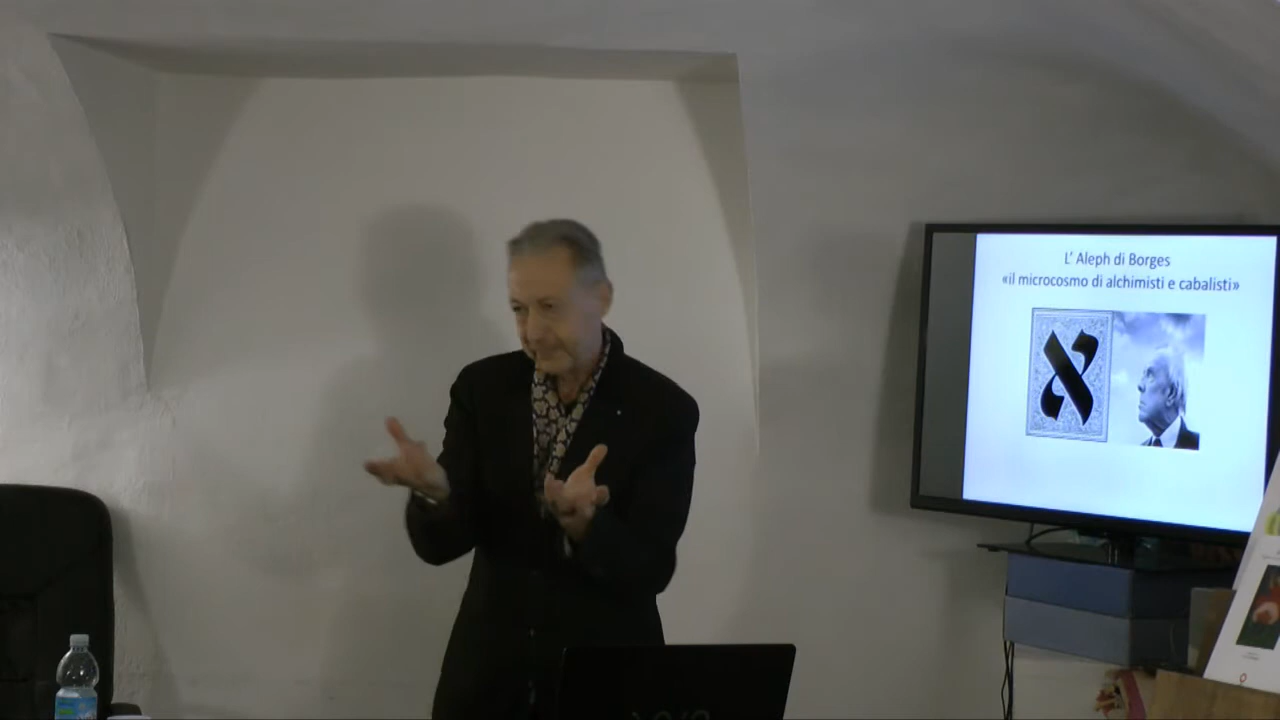 L' Aleph di Borges
«il microcosmo di alchimisti e cabalisti»
א